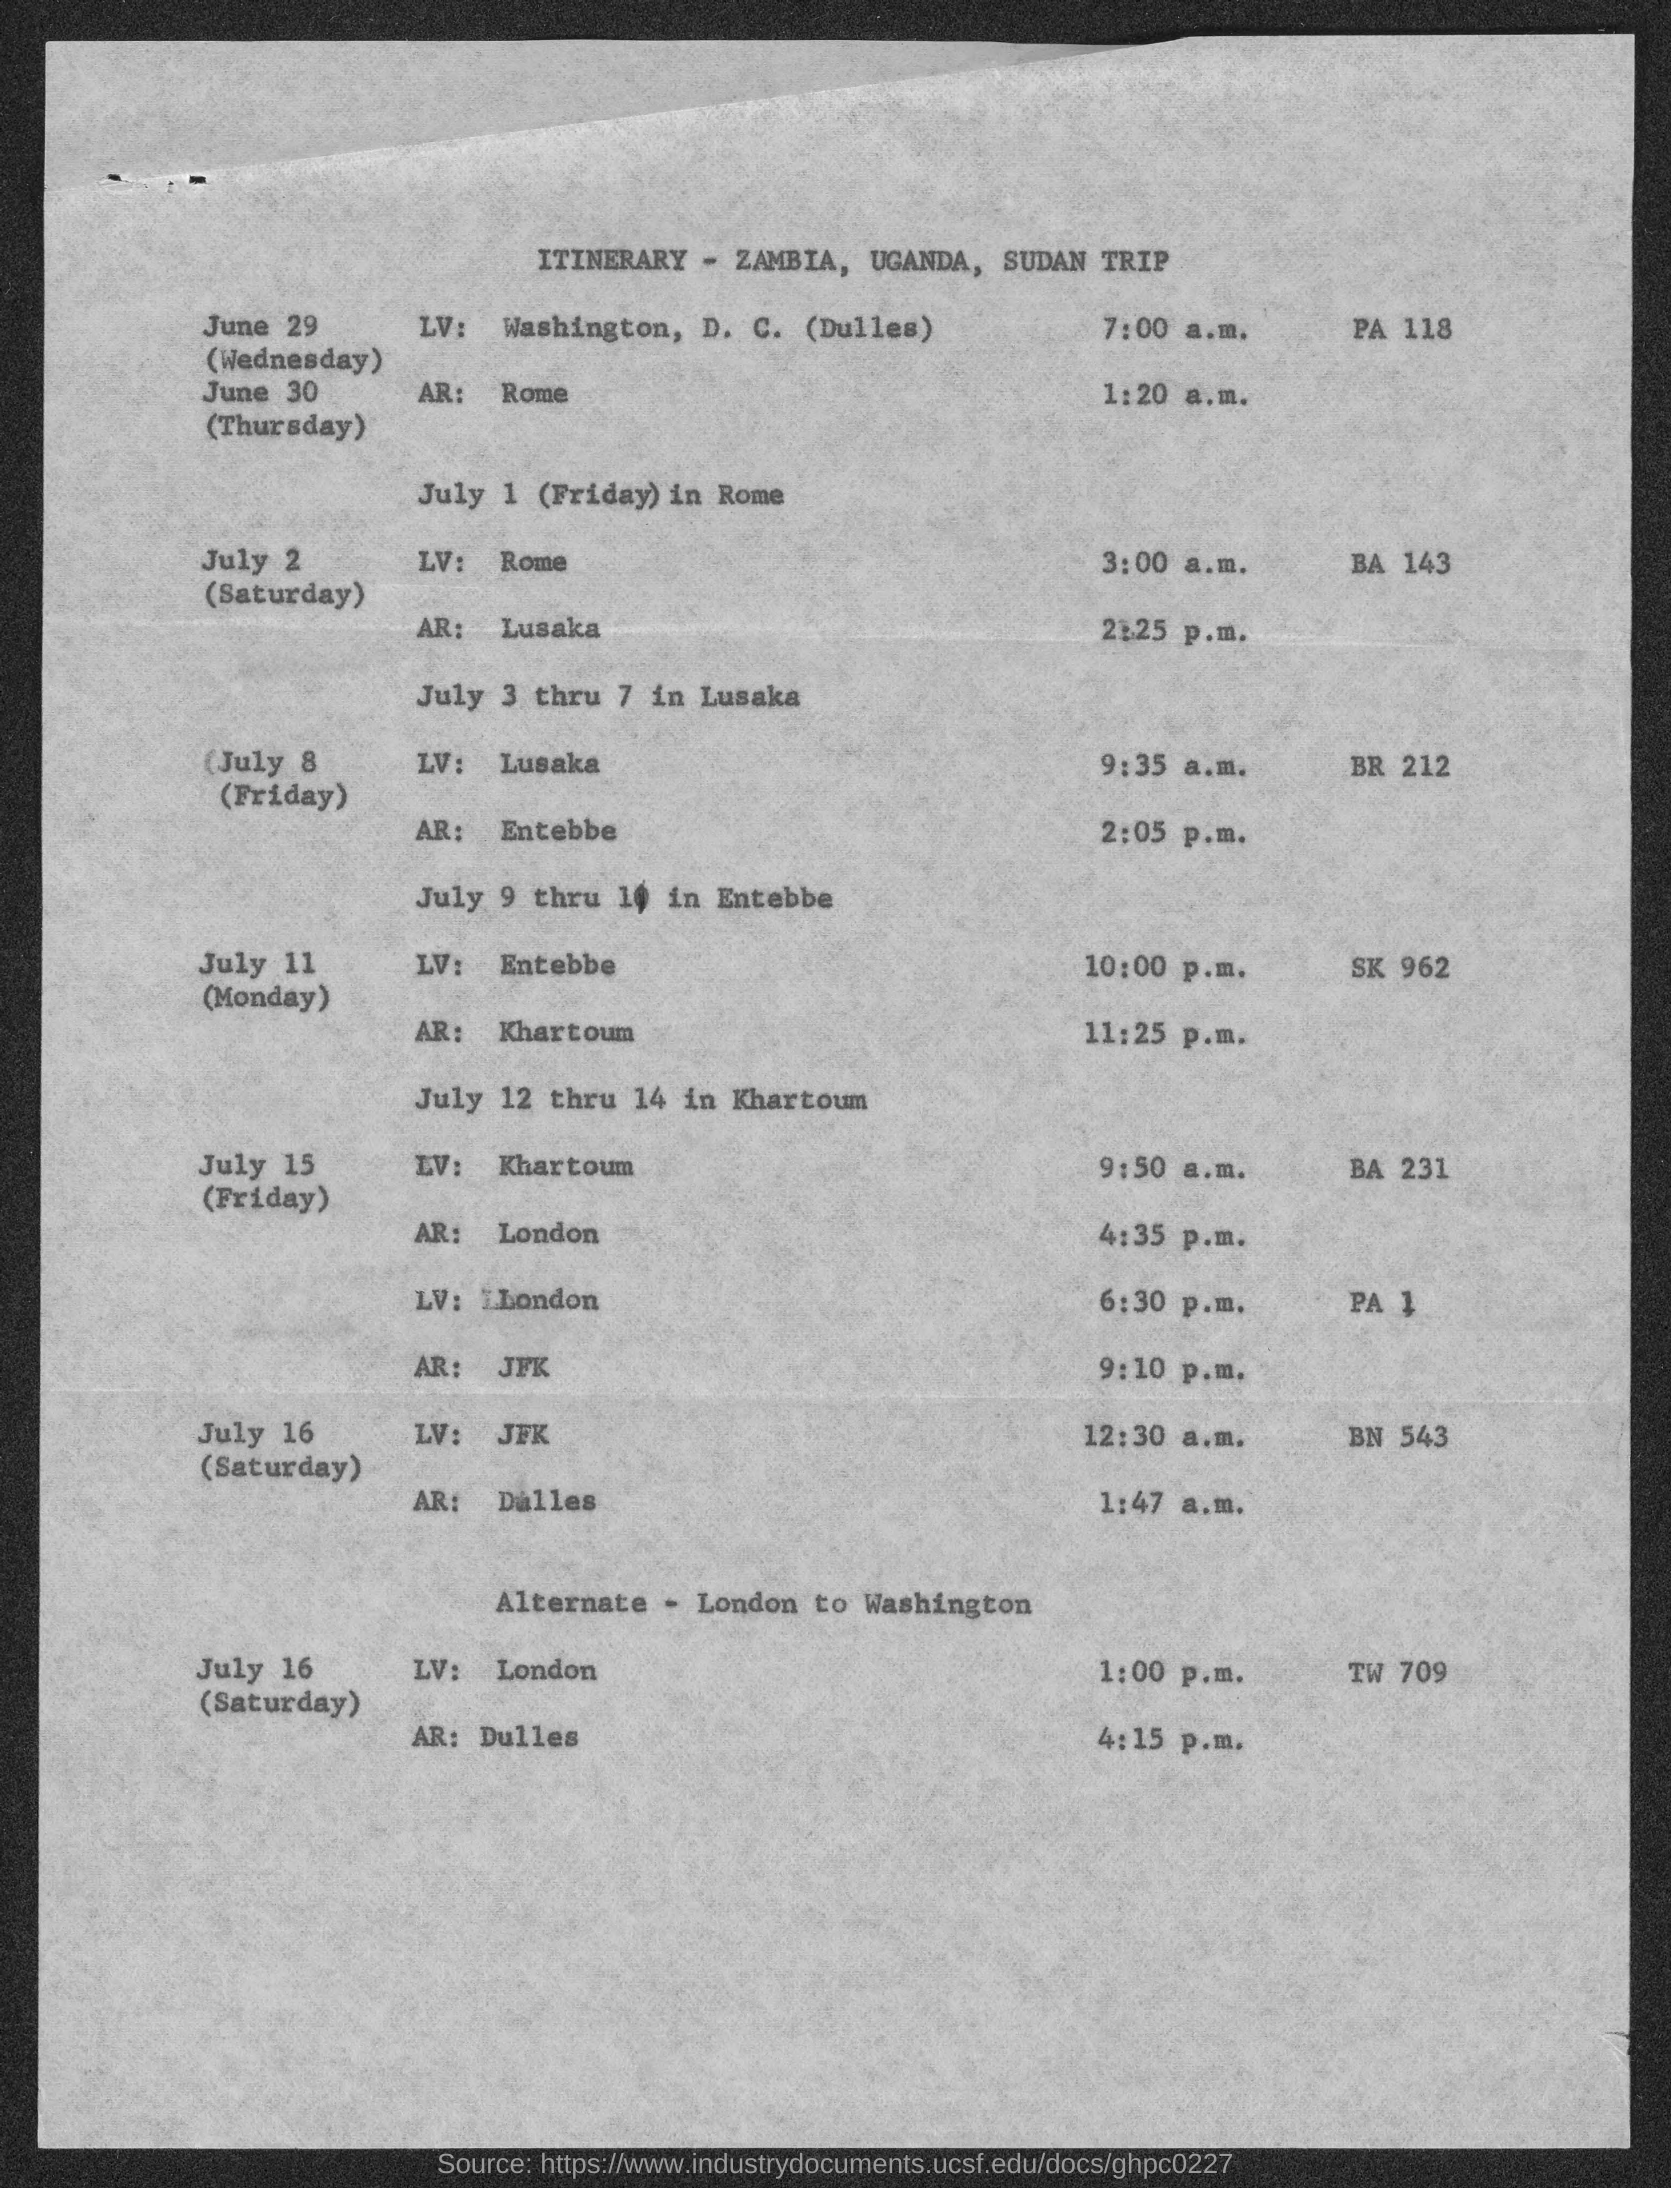 ITINERARY - ZAMBIA, UGANDA, SUDAN TRIP
June 29 LV: Washington, D. C. (Dulles) 7:00 a.m. PA 118
(Wednesday)
June 30 AR: Rome 1:20 a.m.
(Thursday)
July 1 (Friday) in Rome
July 2 LV: Rome 3:00 a.m. BA 143
(Saturday)
AR: Lusaka 2:25 p.m.
July 3 thru 7 in Lusaka
(July 8 LV: Lusaka 9:35 a.m. BR 212
(Friday)
AR: Entebbe 2:05 p.m.
July 9 thru 10 in Entebbe
July 11 LV: Entebbe 10:00 p.m. SK 962
(Monday)
AR: Khartoum 11:25 p.m.
July 12 thru 14 in Khartoum
July 15 LV: Khartoum 9:50 a.m. BA 231
(Friday)
AR: London 4:35 p.m.
LV: London 6:30 p.m. PA 1
AR: JFK 9:10 p.m.
July 16 LV: JFK 12:30 a.m. BN 543
(Saturday)
AR: Dulles 1:47 a.m.
Alternate - London to Washington
July 16 LV: London 1:00 p.m. TW 709
(Saturday)
AR: Dulles 4:15 p.m.
Source: https://www.industrydocuments.ucsf.edu/docs/ghpc0227